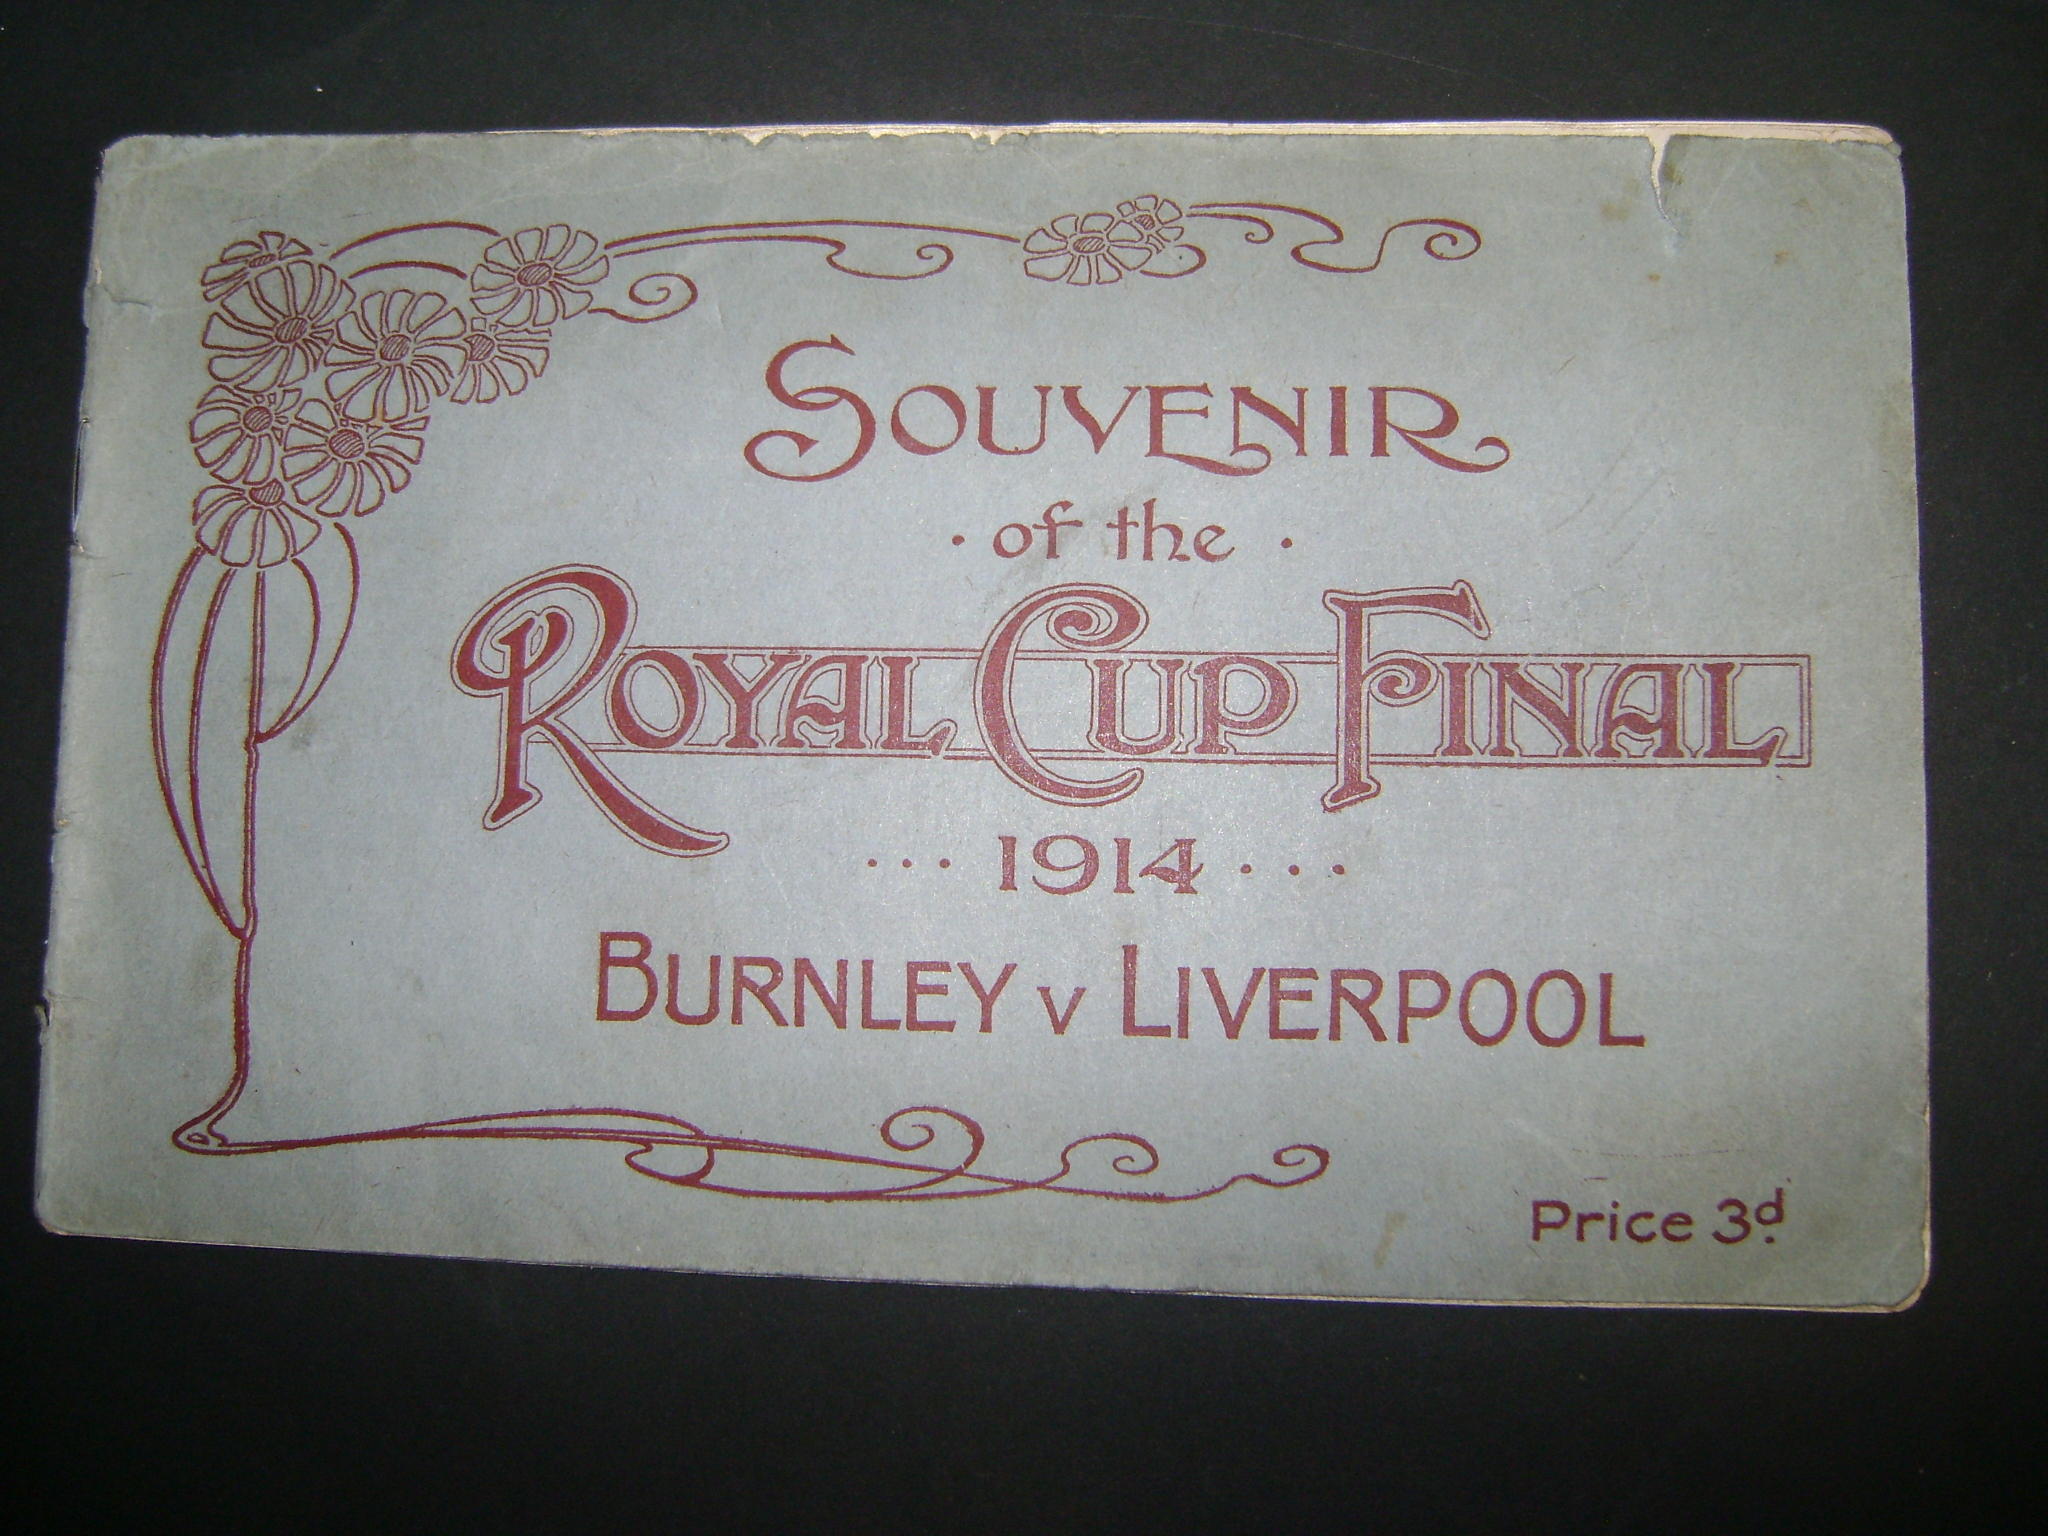 SOUVENIR
· of the ·
ROYAL CUP FINAL
... 1914 ...
BURNLEY v LIVERPOOL
Price 3d.